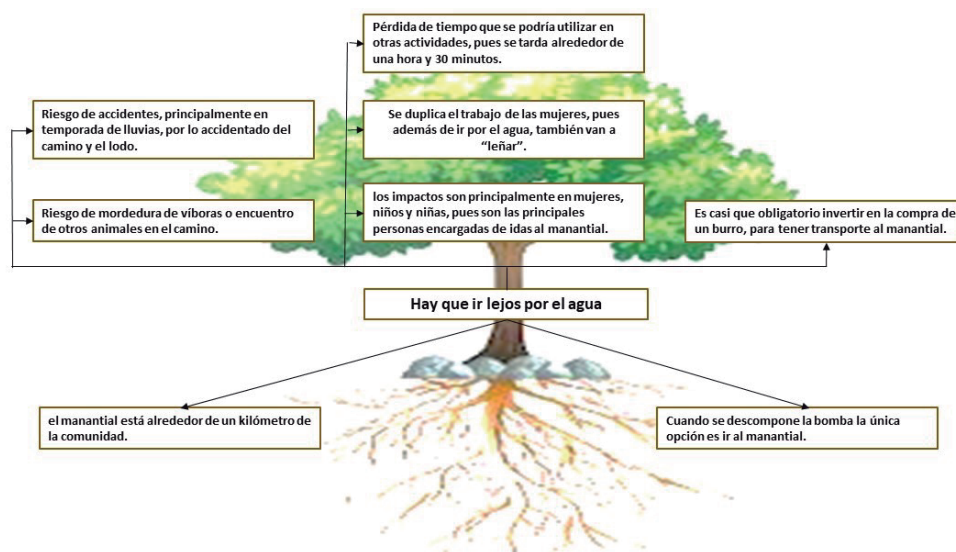 Pérdida de tiempo que se podría utilizar en
otras actividades, pues se tarda alrededor de
una hora y 30 minutos.
Riesgo de accidentes, principalmente en
temporada de lluvias, por lo accidentado del
camino y el lodo.
Se duplica el trabajo de las mujeres, pues
además de ir por el agua, también van a
“leñar”.
Riesgo de mordedura de víboras o encuentro
de otros animales en el camino.
los impactos son principalmente en mujeres,
niños y niñas, pues son las principales
personas encargadas de idas al manantial.
Es casi que obligatorio invertir en la compra de
un burro, para tener transporte al manantial.
Hay que ir lejos por el agua
el manantial está alrededor de un kilómetro de
la comunidad.
Cuando se descompone la bomba la única
opción es ir al manantial.